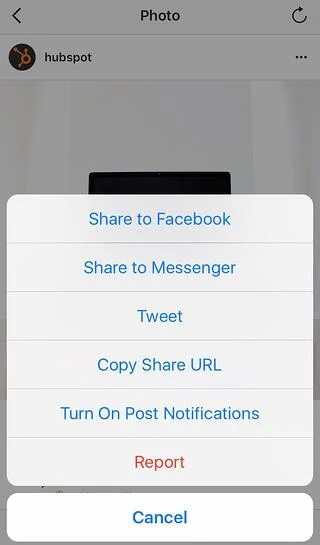 Photo
hubspot
Share to Facebook
Share to Messenger
Tweet
Copy Share URL
Turn On Post Notifications
Report
Cancel